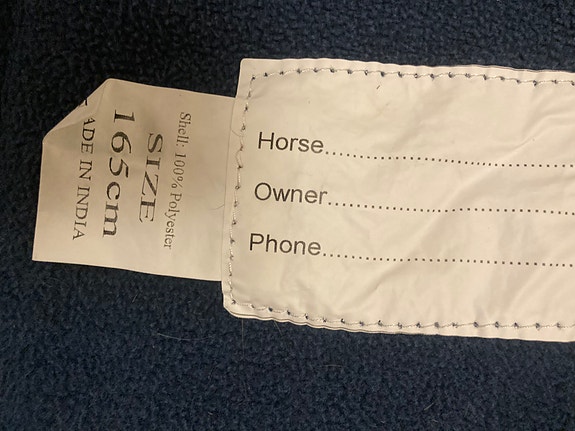 Shell: 100% Polyester
SIZE
165cm
ADE IN INDIA
Horse................................................
Owner................................................
Phone................................................